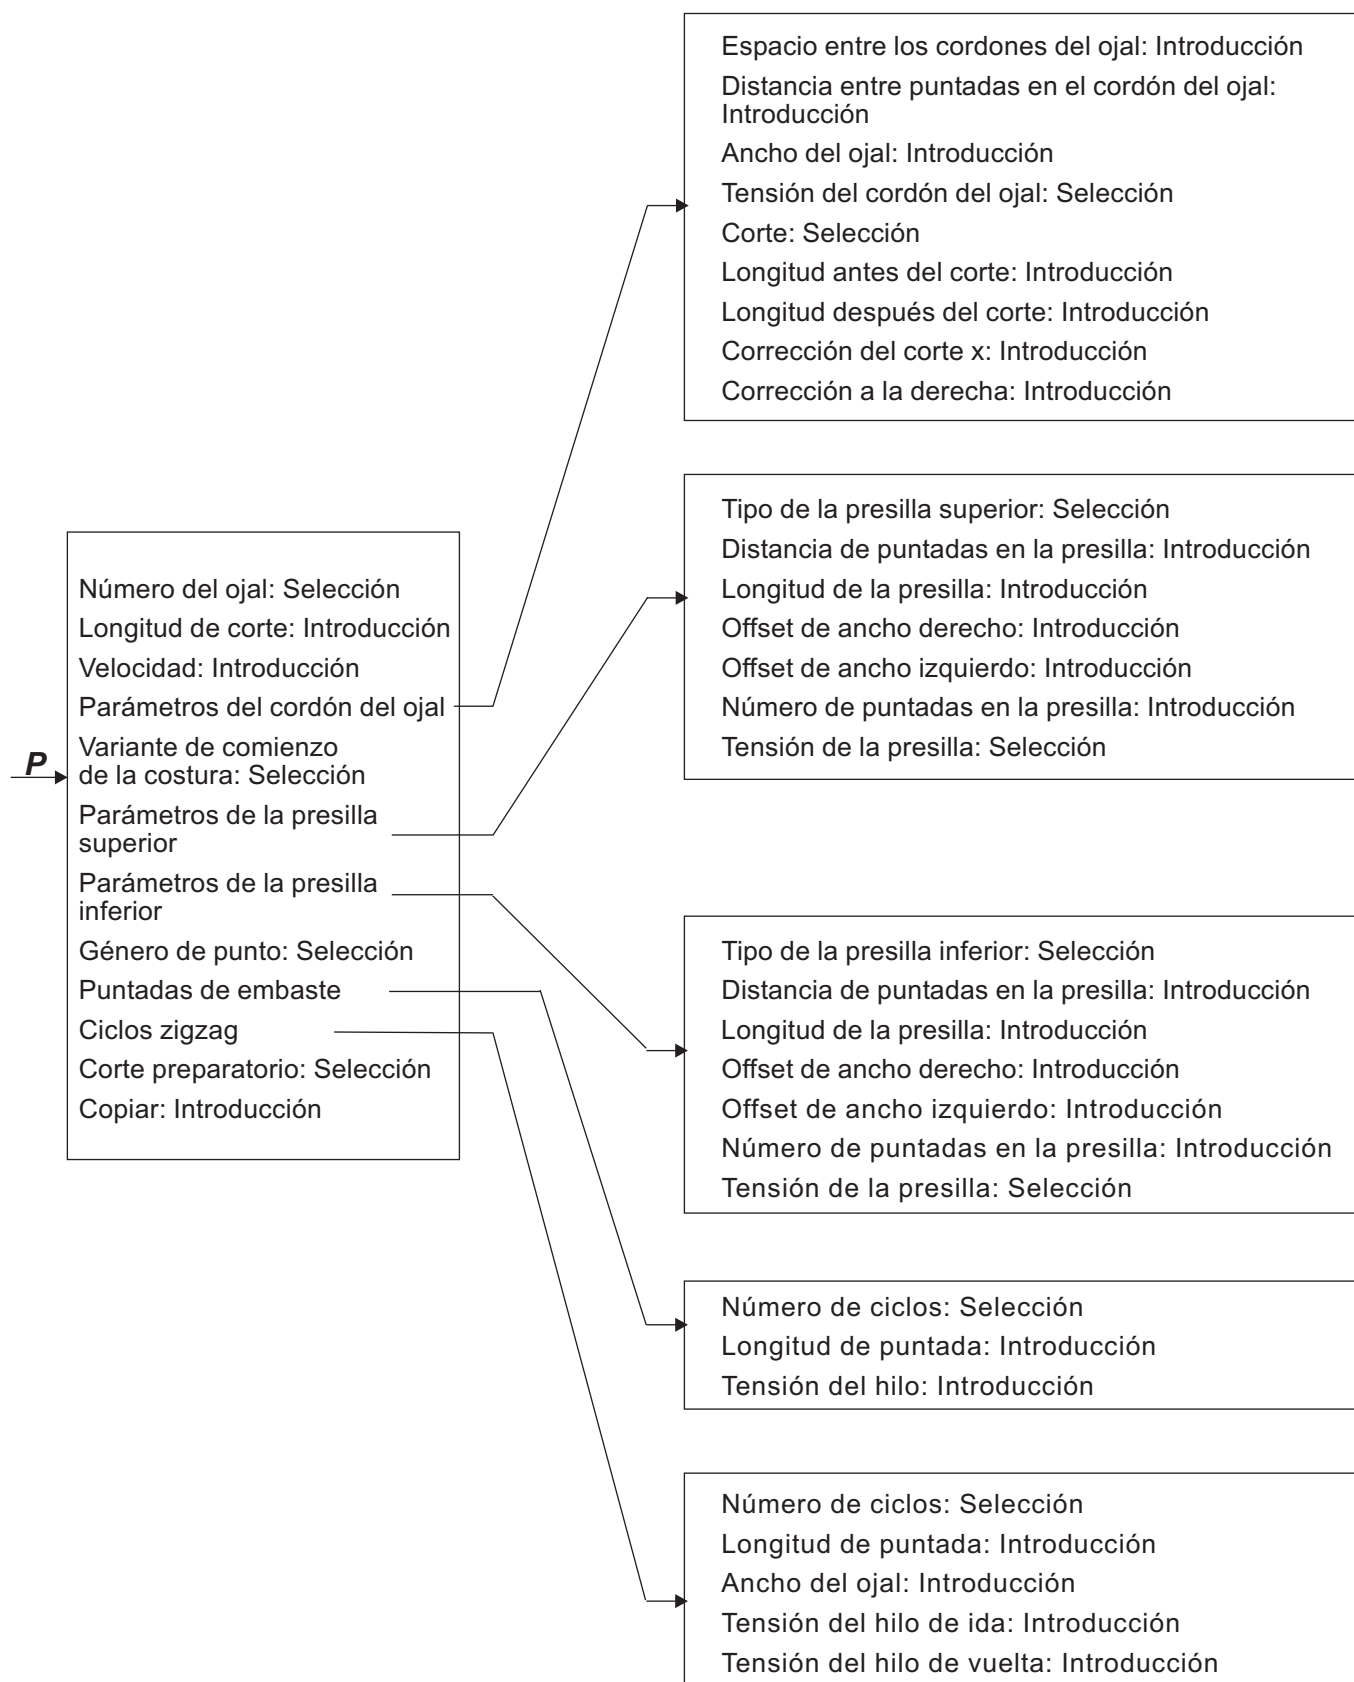 P
Número del ojal: Selección
Longitud de corte: Introducción
Velocidad: Introducción
Parámetros del cordón del ojal
Variante de comienzo
de la costura: Selección
Parámetros de la presilla
superior
Parámetros de la presilla
inferior
Género de punto: Selección
Puntadas de embaste
Ciclos zigzag
Corte preparatorio: Selección
Copiar: Introducción
Espacio entre los cordones del ojal: Introducción
Distancia entre puntadas en el cordón del ojal:
Introducción
Ancho del ojal: Introducción
Tensión del cordón del ojal: Selección
Corte: Selección
Longitud antes del corte: Introducción
Longitud después del corte: Introducción
Corrección del corte x: Introducción
Corrección a la derecha: Introducción
Tipo de la presilla superior: Selección
Distancia de puntadas en la presilla: Introducción
Longitud de la presilla: Introducción
Offset de ancho derecho: Introducción
Offset de ancho izquierdo: Introducción
Número de puntadas en la presilla: Introducción
Tensión de la presilla: Selección
Tipo de la presilla inferior: Selección
Distancia de puntadas en la presilla: Introducción
Longitud de la presilla: Introducción
Offset de ancho derecho: Introducción
Offset de ancho izquierdo: Introducción
Número de puntadas en la presilla: Introducción
Tensión de la presilla: Selección
Número de ciclos: Selección
Longitud de puntada: Introducción
Tensión del hilo: Introducción
Número de ciclos: Selección
Longitud de puntada: Introducción
Ancho del ojal: Introducción
Tensión del hilo de ida: Introducción
Tensión del hilo de vuelta: Introducción